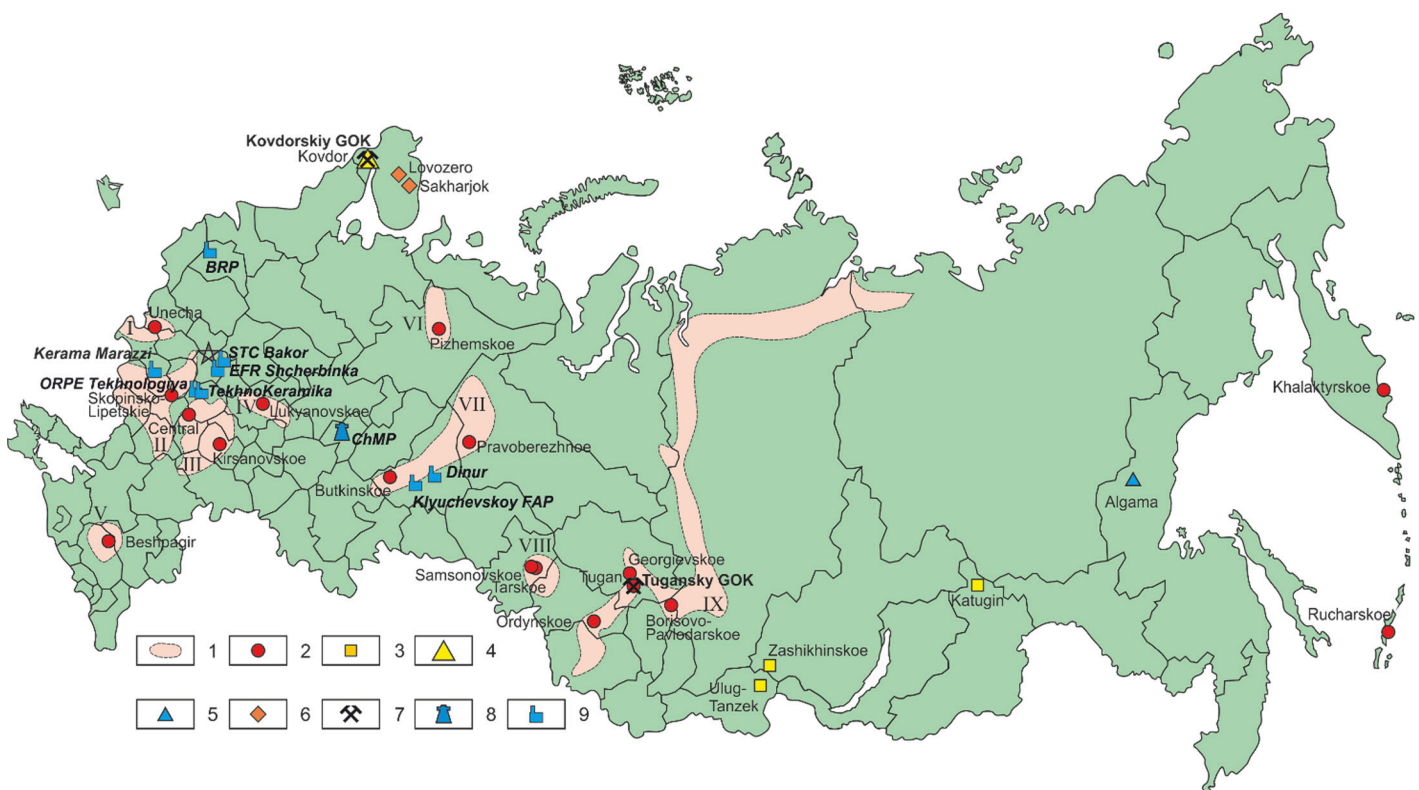 Kovdorskiy GOK
Kovdor
Lovozero
Sakharjok
BRP
Unecha
I
VI
Pizhemskoe
Kerama Marazzi
STC Bakor
EFR Shcherbinka
ORPE Tekhnologiya
TekhnoKeramika
Skopinsko-
Lipetskie
IV
Lukyanovskoe
VII
Khalaktyrskoe
Central
II
III
Kirsanovskoe
ChMP
Pravoberezhnoe
Dinur
Butkinskoe
Klyuchevskoy FAP
Algama
V
Beshpagir
VIII
Samsonovskoe
Tarskoe
Georgievskoe
Tugan
Tugansky GOK
IX
Katugin
Ordynskoe
Borisovo-
Pavlodarskoe
Rucharskoe
Zashikhinskoe
Ulug-
Tanzek
1 2 3 4
5 6 7 8 9